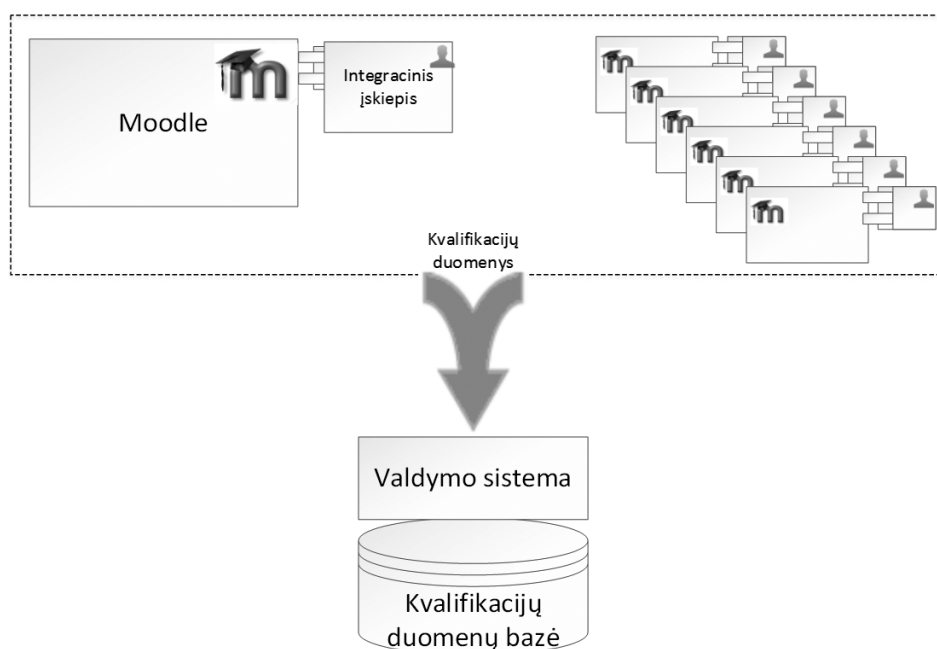 Moodle
Integracinis
įskiepis
Kvalifikacijų
duomenys
Valdymo sistema
Kvalifikacijų
duomenų bazė